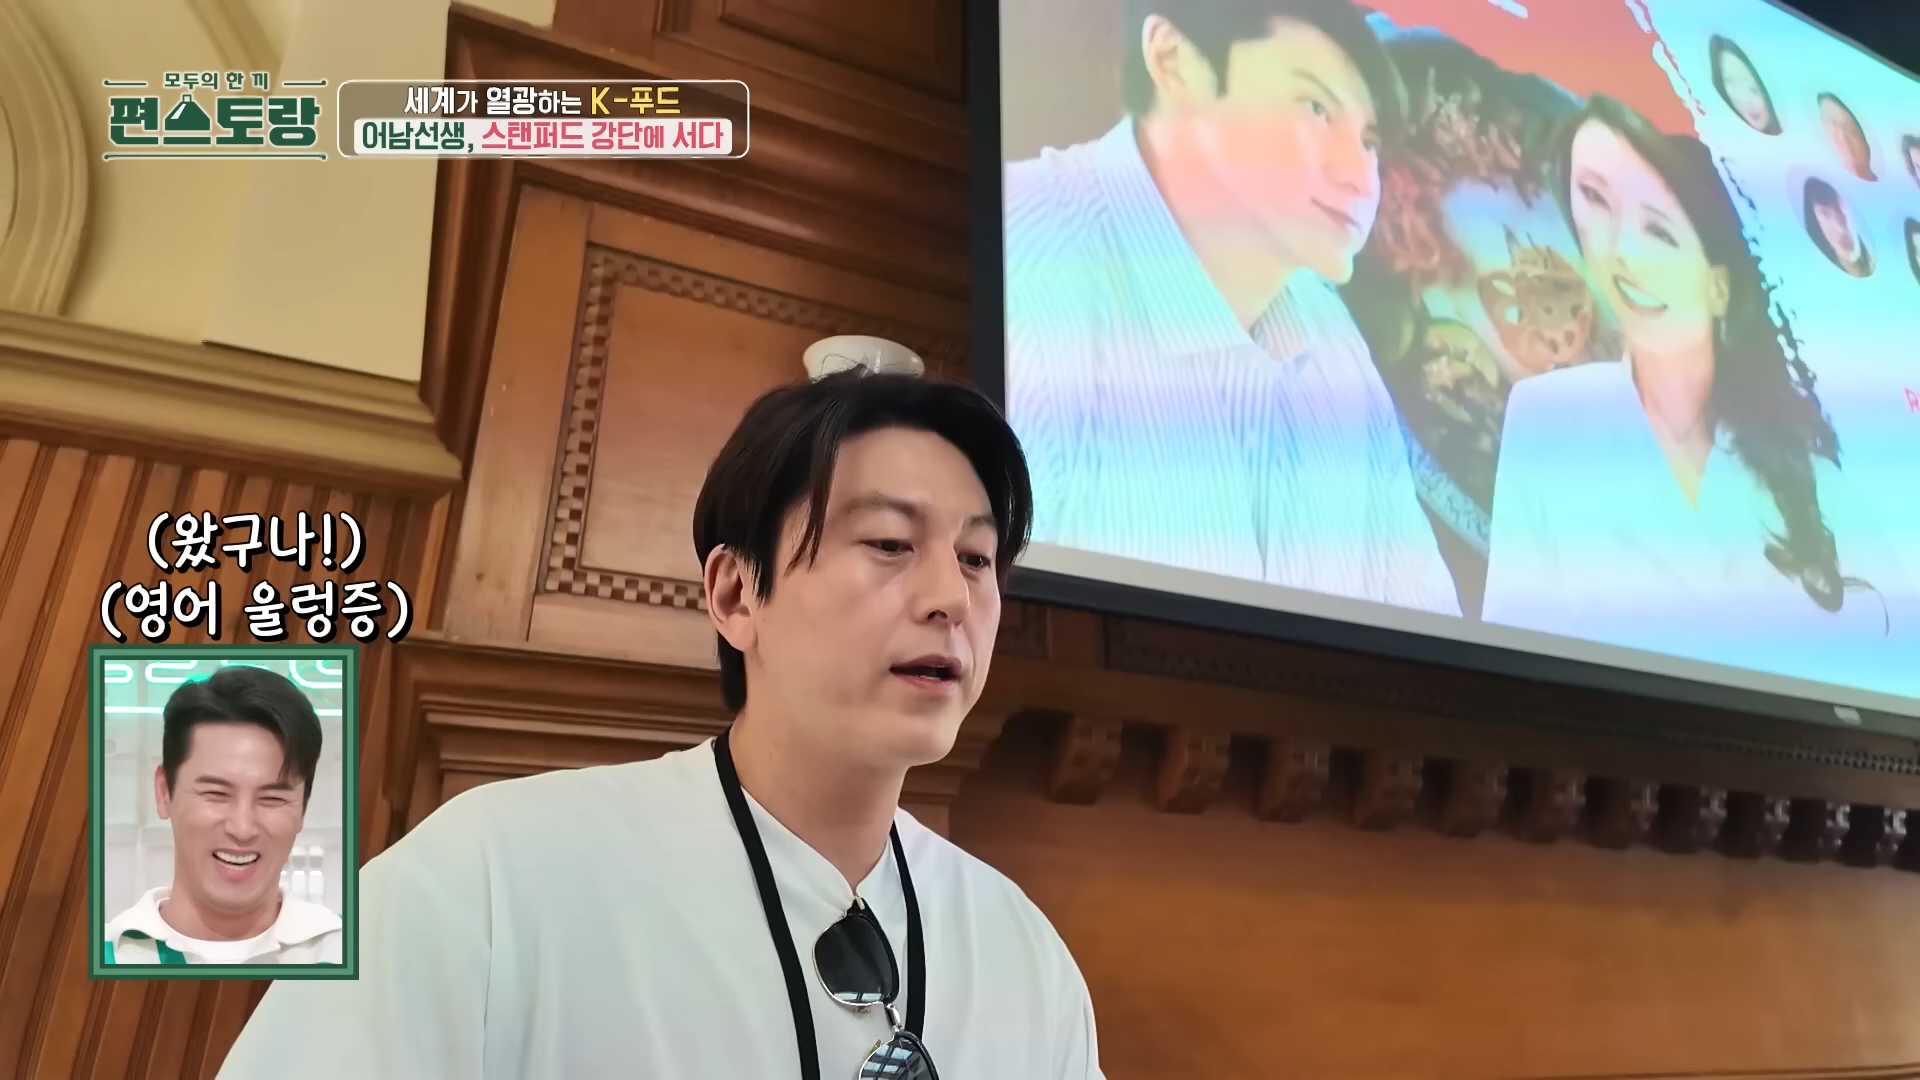 모두의 한 끼
편스토랑
세계가 열광하는 K-푸드
어남선생, 스탠퍼드 강단에 서다
(왔구나!)
(영어 울렁증)